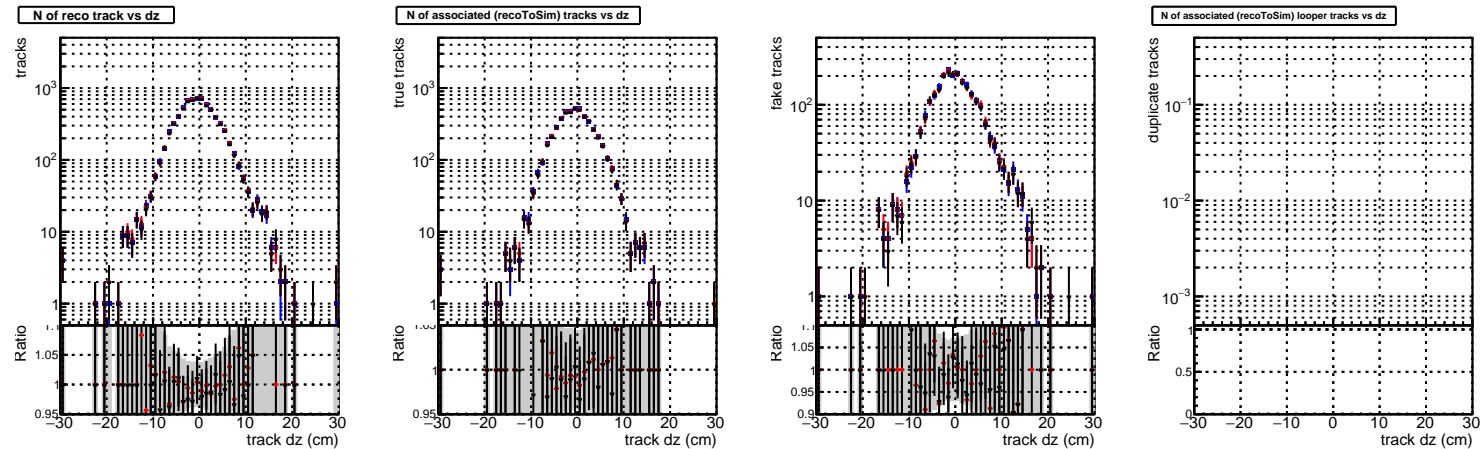 N of reco track vs dz
tracks
10³
10²
10
1
Ratio
1.1
1.05
1
0.95
−30 −20 −10 0 10 20 30
track dz (cm)
N of associated (recoToSim) tracks vs dz
true tracks
10³
10²
10
1
Ratio
1.05
1
0.95
−30 −20 −10 0 10 20 30
track dz (cm)
fake tracks
10²
10
1
Ratio
1.05
1
0.95
0.9
−30 −20 −10 0 10 20 30
track dz (cm)
N of associated (recoToSim) looper tracks vs dz
duplicate tracks
10⁻¹
10⁻²
10⁻³
Ratio
1
0.5
0
−30 −20 −10 0 10 20 30
track dz (cm)